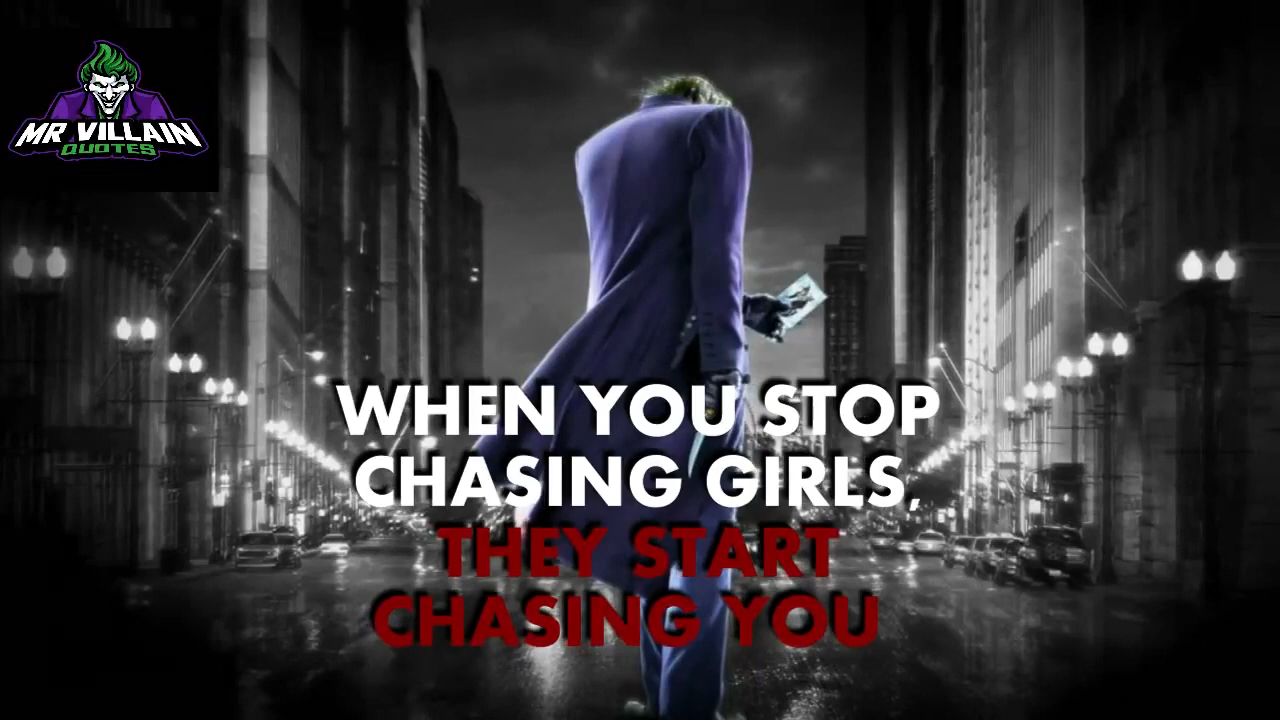 MR VILLAIN
QUOTES
WHEN YOU STOP
CHASING GIRLS,
THEY START
CHASING YOU